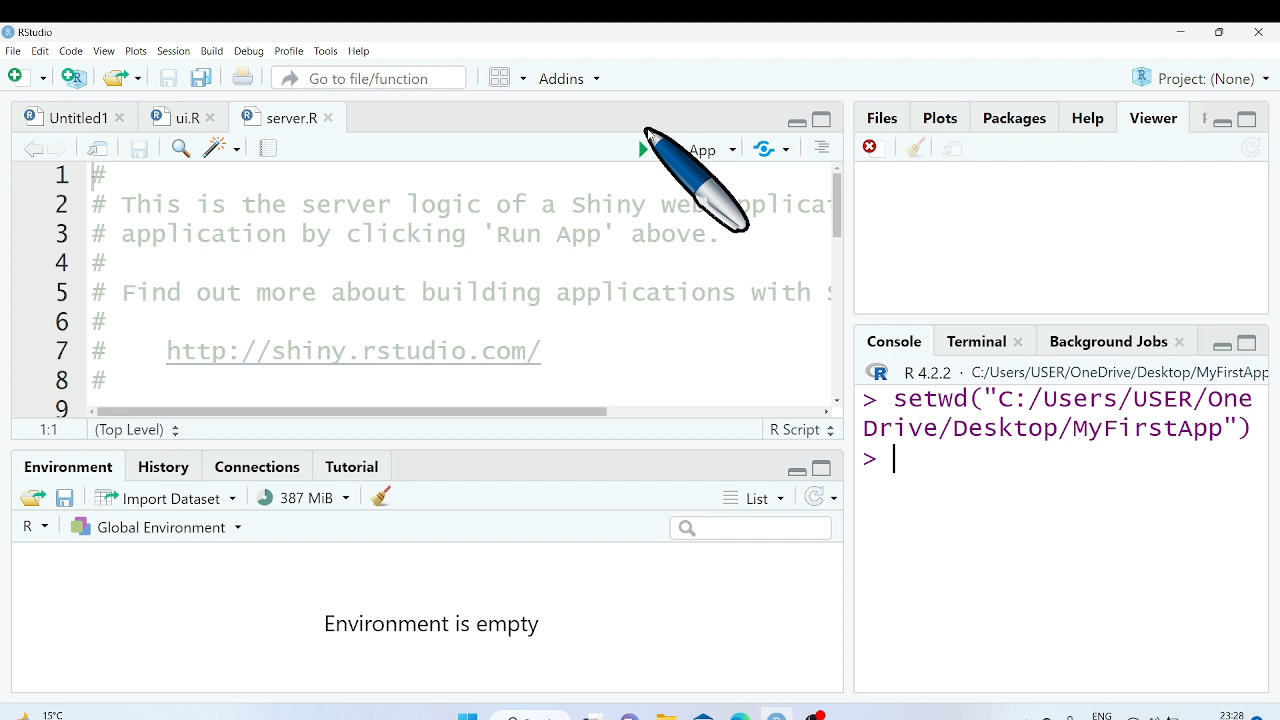 RStudio
File Edit Code View Plots Session Build Debug Profile Tools Help
Go to file/function Addins Project: (None)
Untitled1 ui.R server.R
App
1 #
2 # This is the server logic of a Shiny web
3 # application by clicking 'Run App' above.
4 #
5 # Find out more about building applications with
6 #
7 # http://shiny.rstudio.com/
8 #
9
1:1 (Top Level) R Script
Environment History Connections Tutorial
Import Dataset 387 MiB List
R Global Environment
Environment is empty
Files Plots Packages Help Viewer
Console Terminal Background Jobs
R 4.2.2 · C:/Users/USER/OneDrive/Desktop/MyFirstApp
> setwd("C:/Users/USER/One
Drive/Desktop/MyFirstApp")
>
15°C ENG 23:28